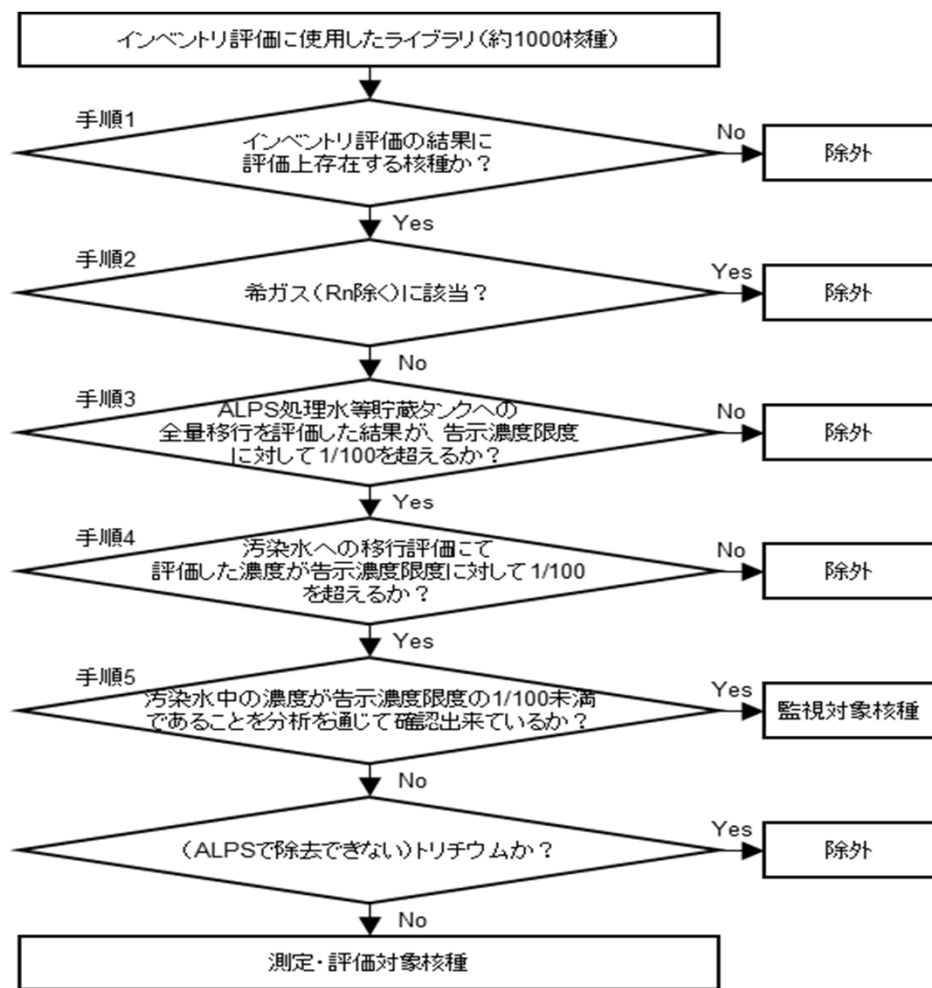 インベントリ評価に使用したライブラリ(約1000核種)
手順1
インベントリ評価の結果に
評価上存在する核種か?
No
除外
Yes
手順2
希ガス(Rn除く)に該当?
Yes
除外
No
手順3
ALPS処理水等貯蔵タンクへの
全量移行を評価した結果が、告示濃度限度
に対して1/100を超えるか?
No
除外
Yes
手順4
汚染水への移行評価にて
評価した濃度が告示濃度限度に対して1/100
を超えるか?
No
除外
Yes
手順5
汚染水中の濃度が告示濃度限度の1/100未満
であることを分析を通じて確認出来ているか?
Yes
監視対象核種
No
(ALPSで除去できない)トリチウムか?
Yes
除外
No
測定・評価対象核種